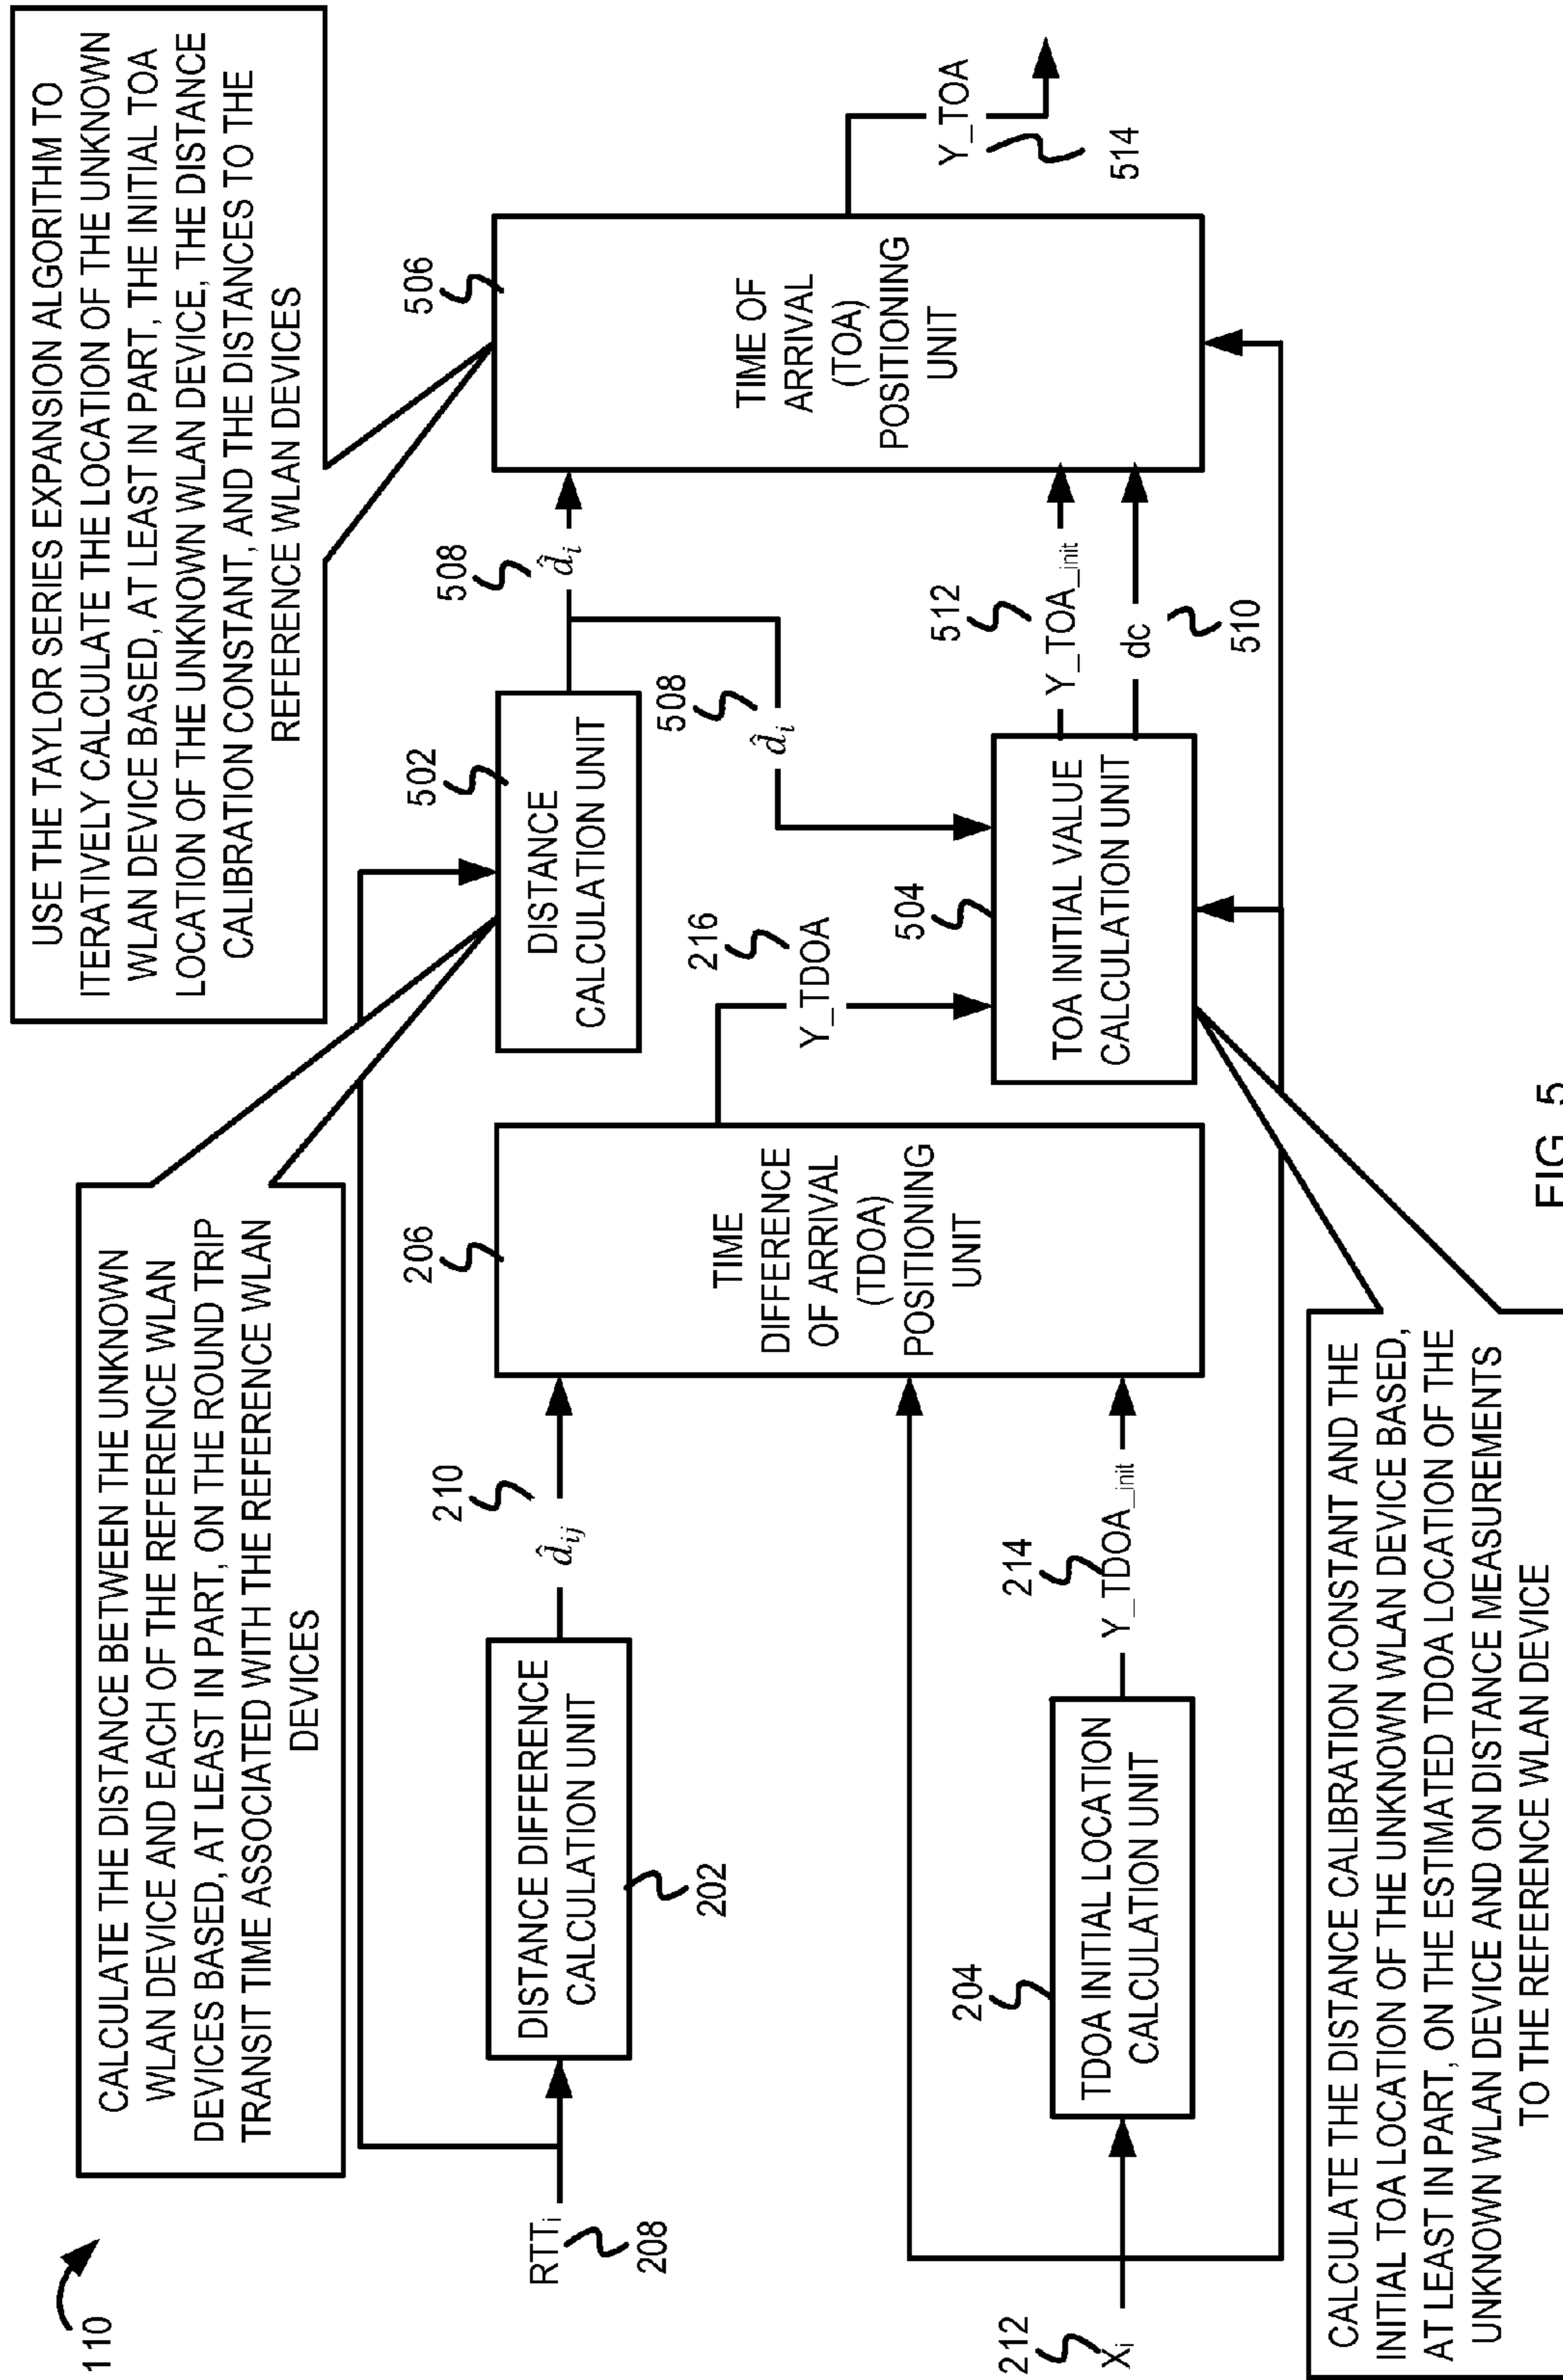 110
CALCULATE THE DISTANCE BETWEEN THE UNKNOWN
WLAN DEVICE AND EACH OF THE REFERENCE WLAN
DEVICES BASED, AT LEAST IN PART, ON THE ROUND TRIP
TRANSIT TIME ASSOCIATED WITH THE REFERENCE WLAN
DEVICES
USE THE TAYLOR SERIES EXPANSION ALGORITHM TO
ITERATIVELY CALCULATE THE LOCATION OF THE UNKNOWN
WLAN DEVICE BASED, AT LEAST IN PART, THE INITIAL TOA
LOCATION OF THE UNKNOWN WLAN DEVICE, THE DISTANCE
CALIBRATION CONSTANT, AND THE DISTANCES TO THE
REFERENCE WLAN DEVICES
RTTᵢ
208
DISTANCE DIFFERENCE
CALCULATION UNIT
202
210
d̂ᵢⱼ
206
TIME
DIFFERENCE
OF ARRIVAL
(TDOA)
POSITIONING
UNIT
216
Y_TDOA
502
DISTANCE
CALCULATION UNIT
508
d̂ᵢ
508
d̂ᵢ
506
TIME OF
ARRIVAL
(TOA)
POSITIONING
UNIT
Y_TOA
514
212
Xᵢ
204
TDOA INITIAL LOCATION
CALCULATION UNIT
214
Y_TDOA_init
504
TOA INITIAL VALUE
CALCULATION UNIT
512
Y_TOA_init
dc
510
CALCULATE THE DISTANCE CALIBRATION CONSTANT AND THE
INITIAL TOA LOCATION OF THE UNKNOWN WLAN DEVICE BASED,
AT LEAST IN PART, ON THE ESTIMATED TDOA LOCATION OF THE
UNKNOWN WLAN DEVICE AND ON DISTANCE MEASUREMENTS
TO THE REFERENCE WLAN DEVICE
FIG. 5